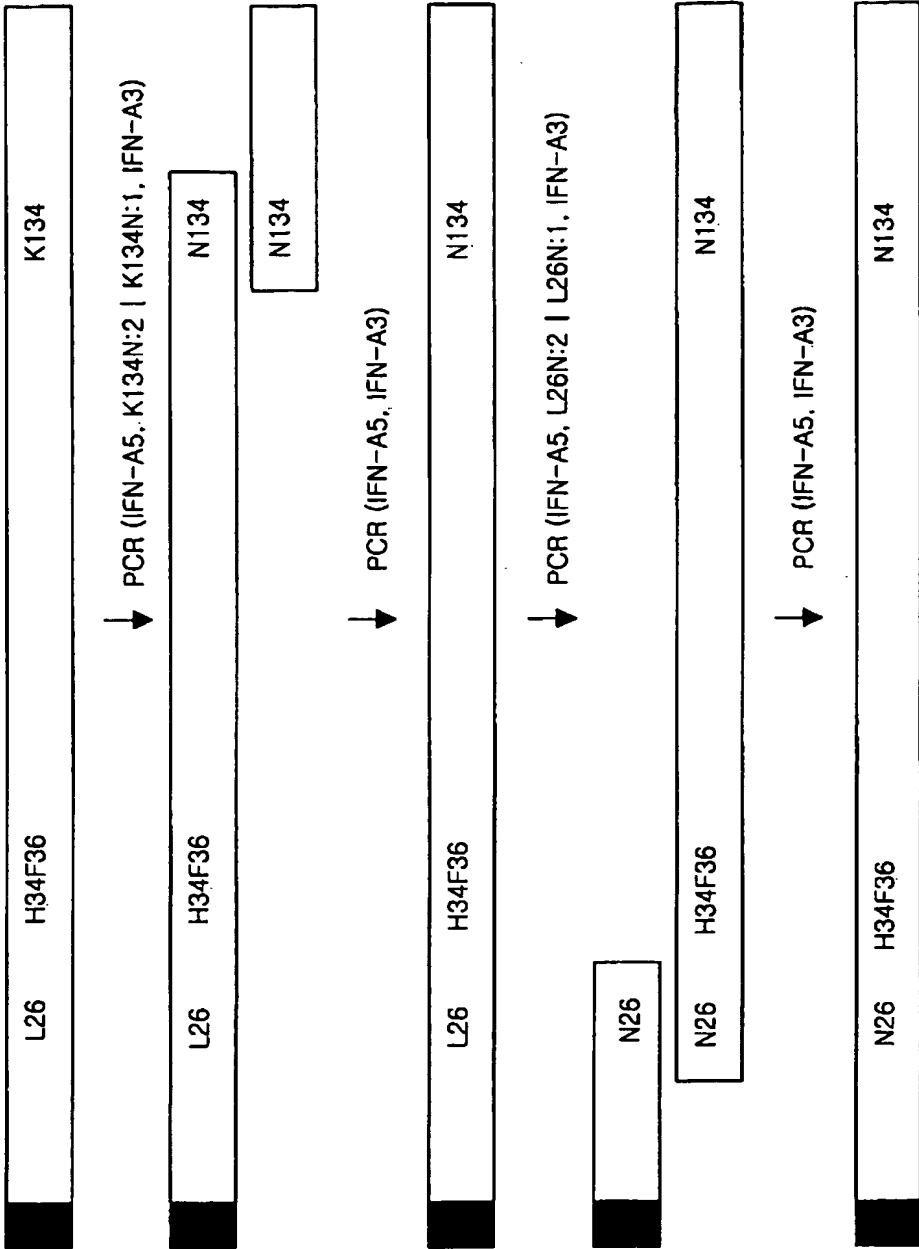 L26 H34F36 K134
PCR (IFN-A5, K134N:2 | K134N:1, IFN-A3)
L26 H34F36 N134
N134
PCR (IFN-A5, IFN-A3)
L26 H34F36 N134
PCR (IFN-A5, L26N:2 | L26N:1, IFN-A3)
N26
N26 H34F36 N134
PCR (IFN-A5, IFN-A3)
N26 H34F36 N134